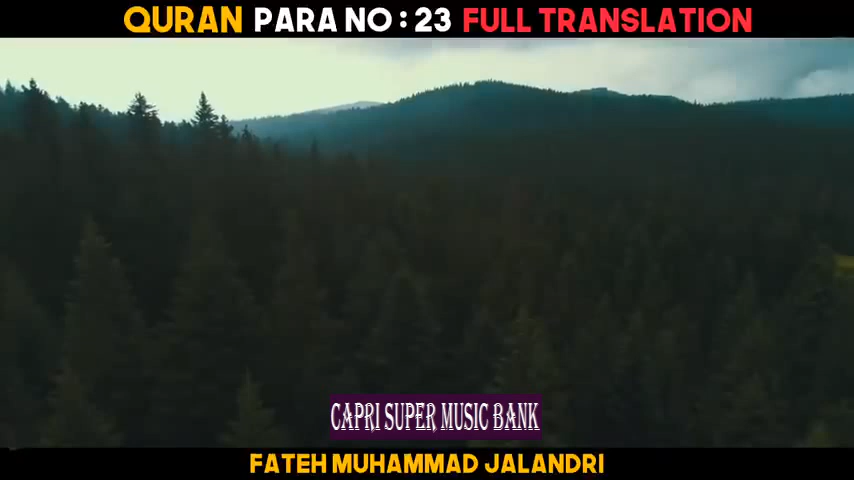 QURAN PARA NO : 23 FULL TRANSLATION
CAPRI SUPER MUSIC BANK
FATEH MUHAMMAD JALANDRI